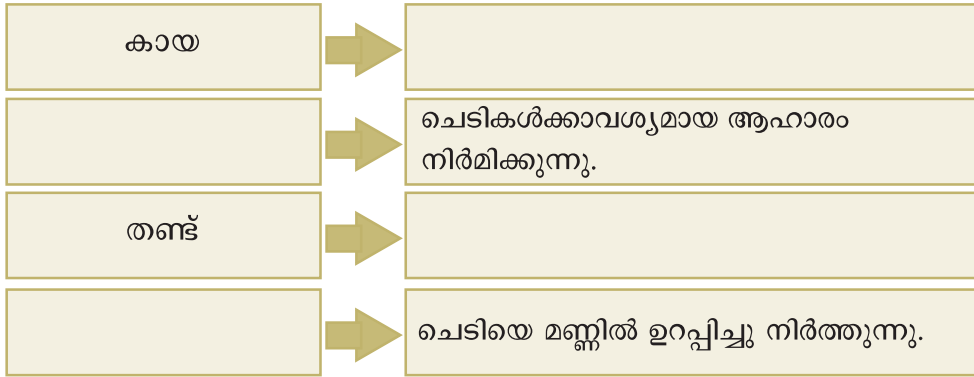 കായ
ചെടികൾക്കാവശ്യമായ ആഹാരം
നിർമിക്കുന്നു.
തണ്ട്
ചെടിയെ മണ്ണിൽ ഉറപ്പിച്ചു നിർത്തുന്നു.